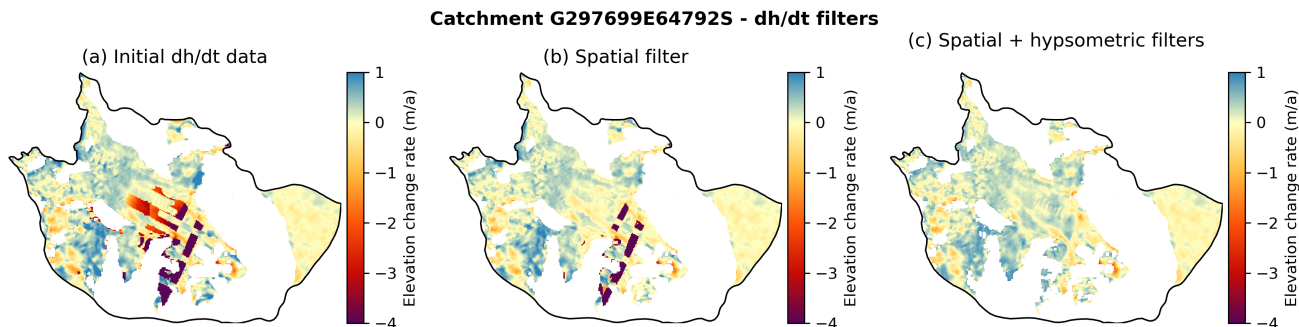 Catchment G297699E64792S - dh/dt filters
(a) Initial dh/dt data
1
0
−1
−2
−3
−4
Elevation change rate (m/a)
(b) Spatial filter
1
0
−1
−2
−3
−4
Elevation change rate (m/a)
(c) Spatial + hypsometric filters
1
0
−1
−2
−3
−4
Elevation change rate (m/a)